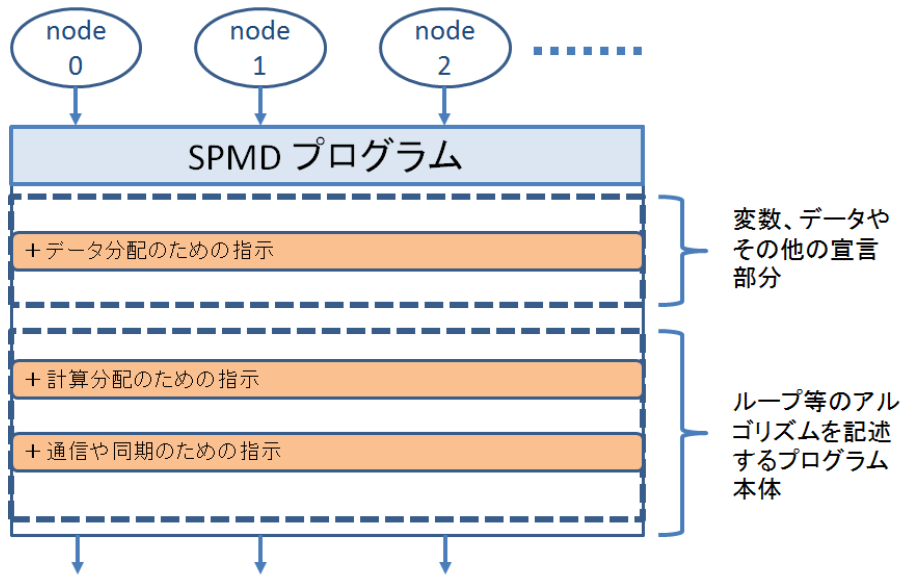 node
0
node
1
node
2
SPMD プログラム
+データ分配のための指示
変数、データや
その他の宣言
部分
+計算分配のための指示
+通信や同期のための指示
ループ等のアル
ゴリズムを記述
するプログラム
本体